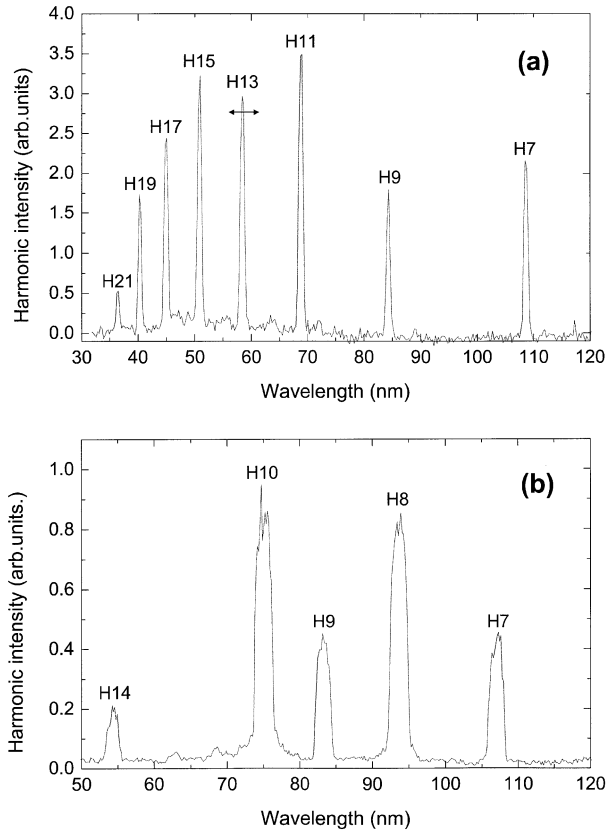 4.0
(a)
H11
3.5
H15
H13
3.0
2.5
H17
H7
2.0
H19
H9
1.5
1.0
H21
0.5
0.0
Harmonic intensity (arb.units)
30 40 50 60 70 80 90 100 110 120
Wavelength (nm)
(b)
1.0
H10
H8
0.8
0.6
H9
H7
0.4
H14
0.2
0.0
Harmonic intensity (arb.units.)
50 60 70 80 90 100 110 120
Wavelength (nm)